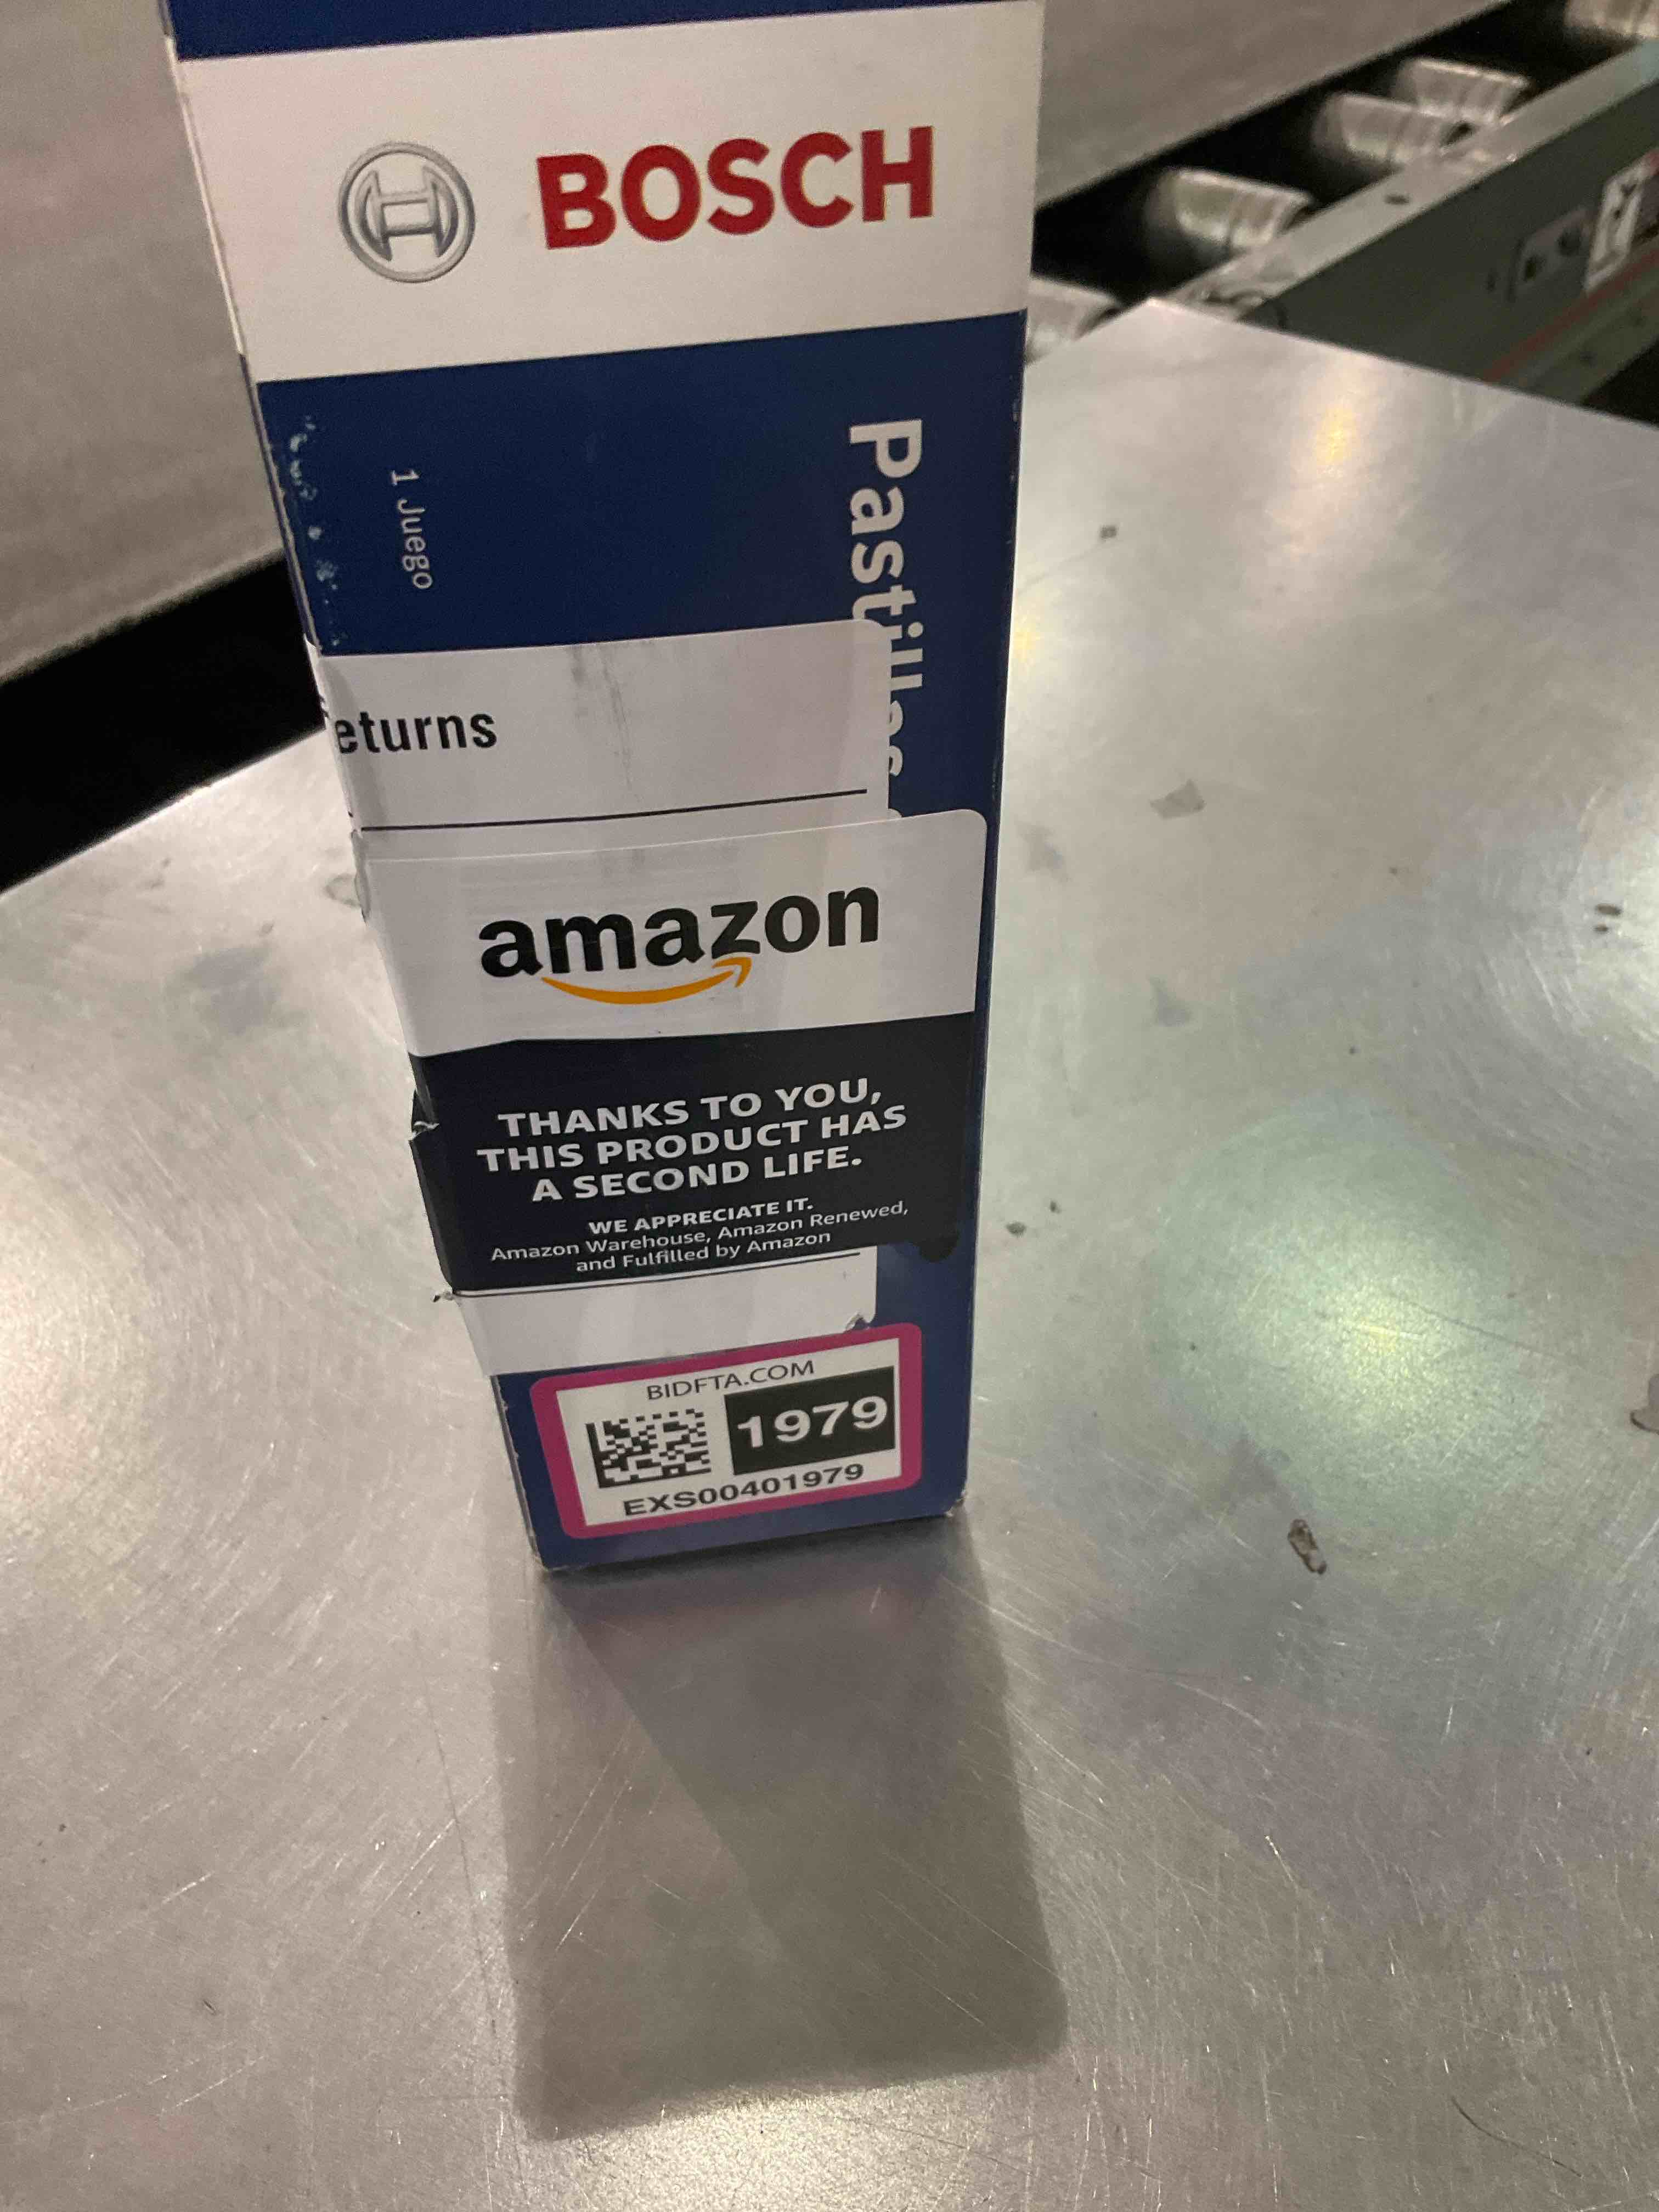 BOSCH
1 Juego
Pastillas
eturns
amazon
THANKS TO YOU,
THIS PRODUCT HAS
A SECOND LIFE.
WE APPRECIATE IT.
Amazon Warehouse, Amazon Renewed,
and Fulfilled by Amazon
BIDFTA.COM
1979
EXS00401979